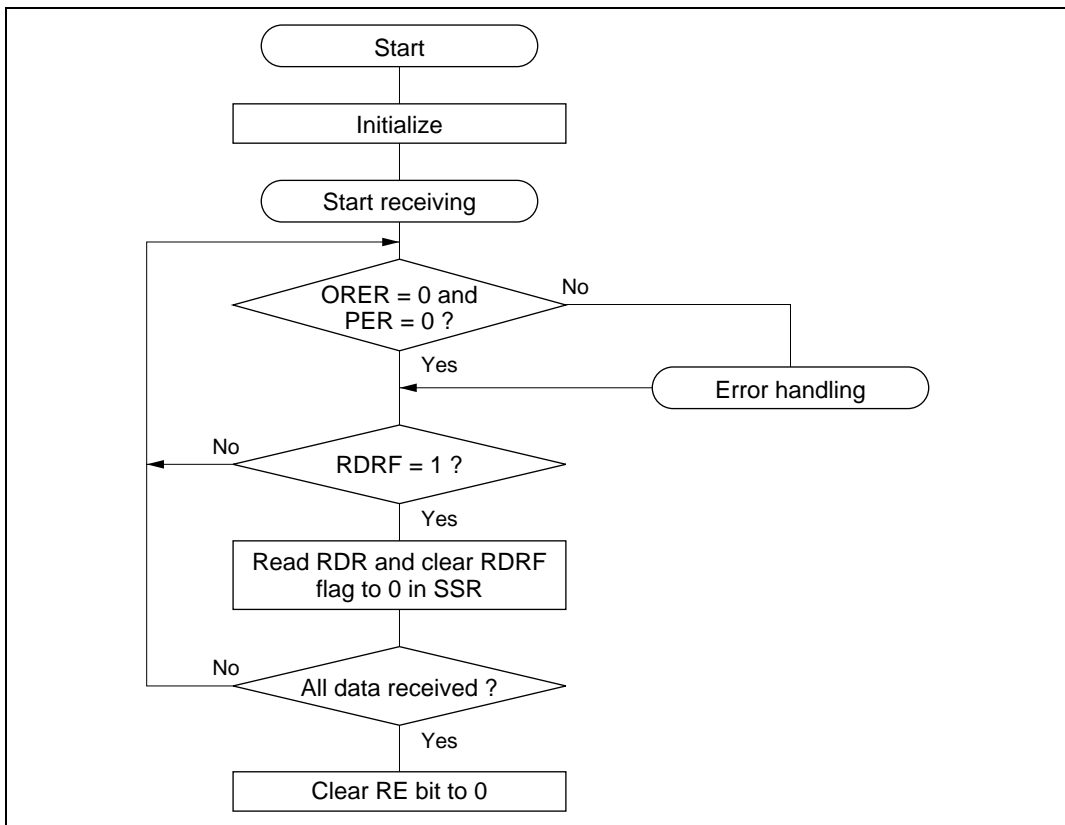 Start
Initialize
Start receiving
ORER = 0 and
PER = 0 ?
No
Yes
Error handling
No
RDRF = 1 ?
Yes
Read RDR and clear RDRF
flag to 0 in SSR
No
All data received ?
Yes
Clear RE bit to 0